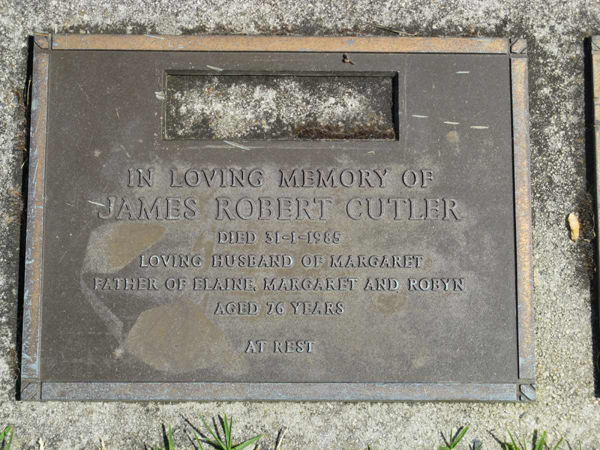 IN LOVING MEMORY OF
JAMES ROBERT CUTLER
DIED 31-1-1985
LOVING HUSBAND OF MARGARET
FATHER OF ELAINE, MARGARET AND ROBYN
AGED 76 YEARS
AT REST